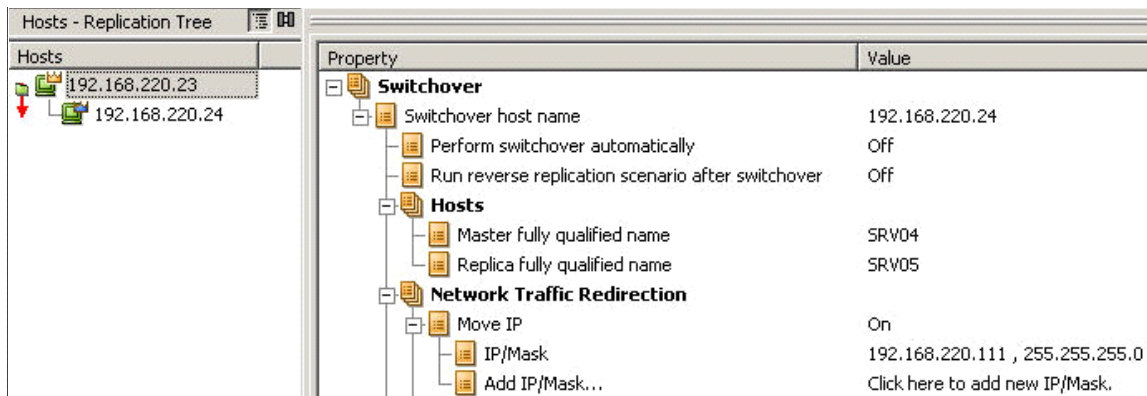 Hosts - Replication Tree
Hosts
192.168.220.23
192.168.220.24
Property Value
Switchover
Switchover host name 192.168.220.24
Perform switchover automatically Off
Run reverse replication scenario after switchover Off
Hosts
Master fully qualified name SRV04
Replica fully qualified name SRV05
Network Traffic Redirection
Move IP On
IP/Mask 192.168.220.111 , 255.255.255.0
Add IP/Mask... Click here to add new IP/Mask.